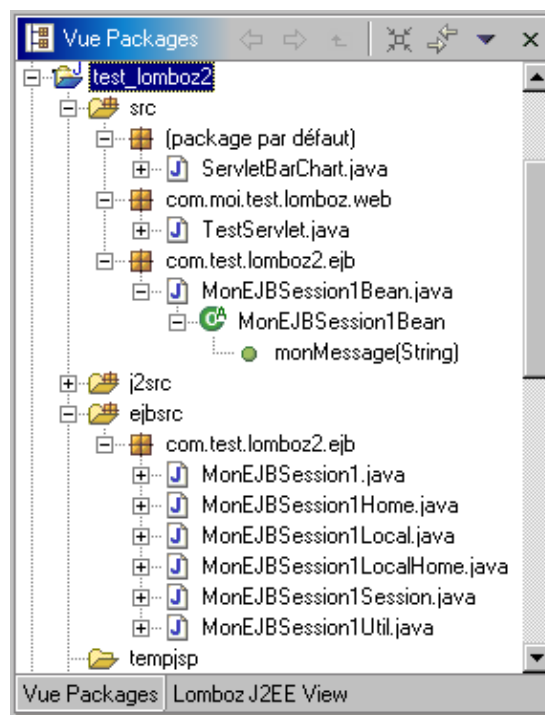 Vue Packages
test_lomboz2
src
(package par défaut)
ServletBarChart.java
com.moi.test.lomboz.web
TestServlet.java
com.test.lomboz2.ejb
MonEJBSession1Bean.java
MonEJBSession1Bean
monMessage(String)
j2src
ejbsrc
com.test.lomboz2.ejb
MonEJBSession1.java
MonEJBSession1Home.java
MonEJBSession1Local.java
MonEJBSession1LocalHome.java
MonEJBSession1Session.java
MonEJBSession1Util.java
tempjsp
Vue Packages Lomboz J2EE View